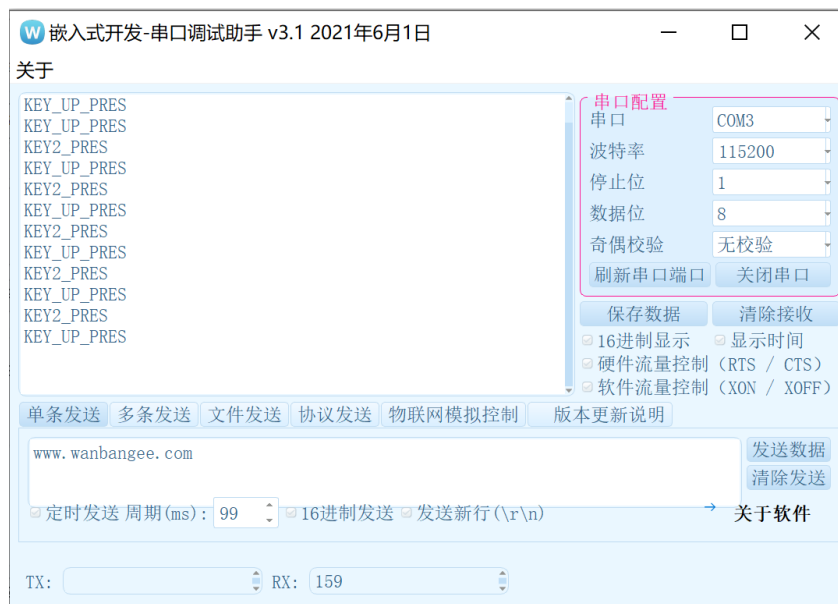 嵌入式开发-串口调试助手 v3.1 2021年6月1日
关于
KEY_UP_PRES
KEY_UP_PRES
KEY2_PRES
KEY_UP_PRES
KEY2_PRES
KEY_UP_PRES
KEY2_PRES
KEY_UP_PRES
KEY2_PRES
KEY_UP_PRES
KEY2_PRES
KEY_UP_PRES
串口配置
串口 COM3
波特率 115200
停止位 1
数据位 8
奇偶校验 无校验
刷新串口端口 关闭串口
保存数据 清除接收
16进制显示 显示时间
硬件流量控制（RTS / CTS）
软件流量控制（XON / XOFF）
单条发送 多条发送 文件发送 协议发送 物联网模拟控制 版本更新说明
www.wanbangee.com
发送数据
清除发送
定时发送 周期(ms): 99 16进制发送 发送新行(\r\n) → 关于软件
TX: RX: 159